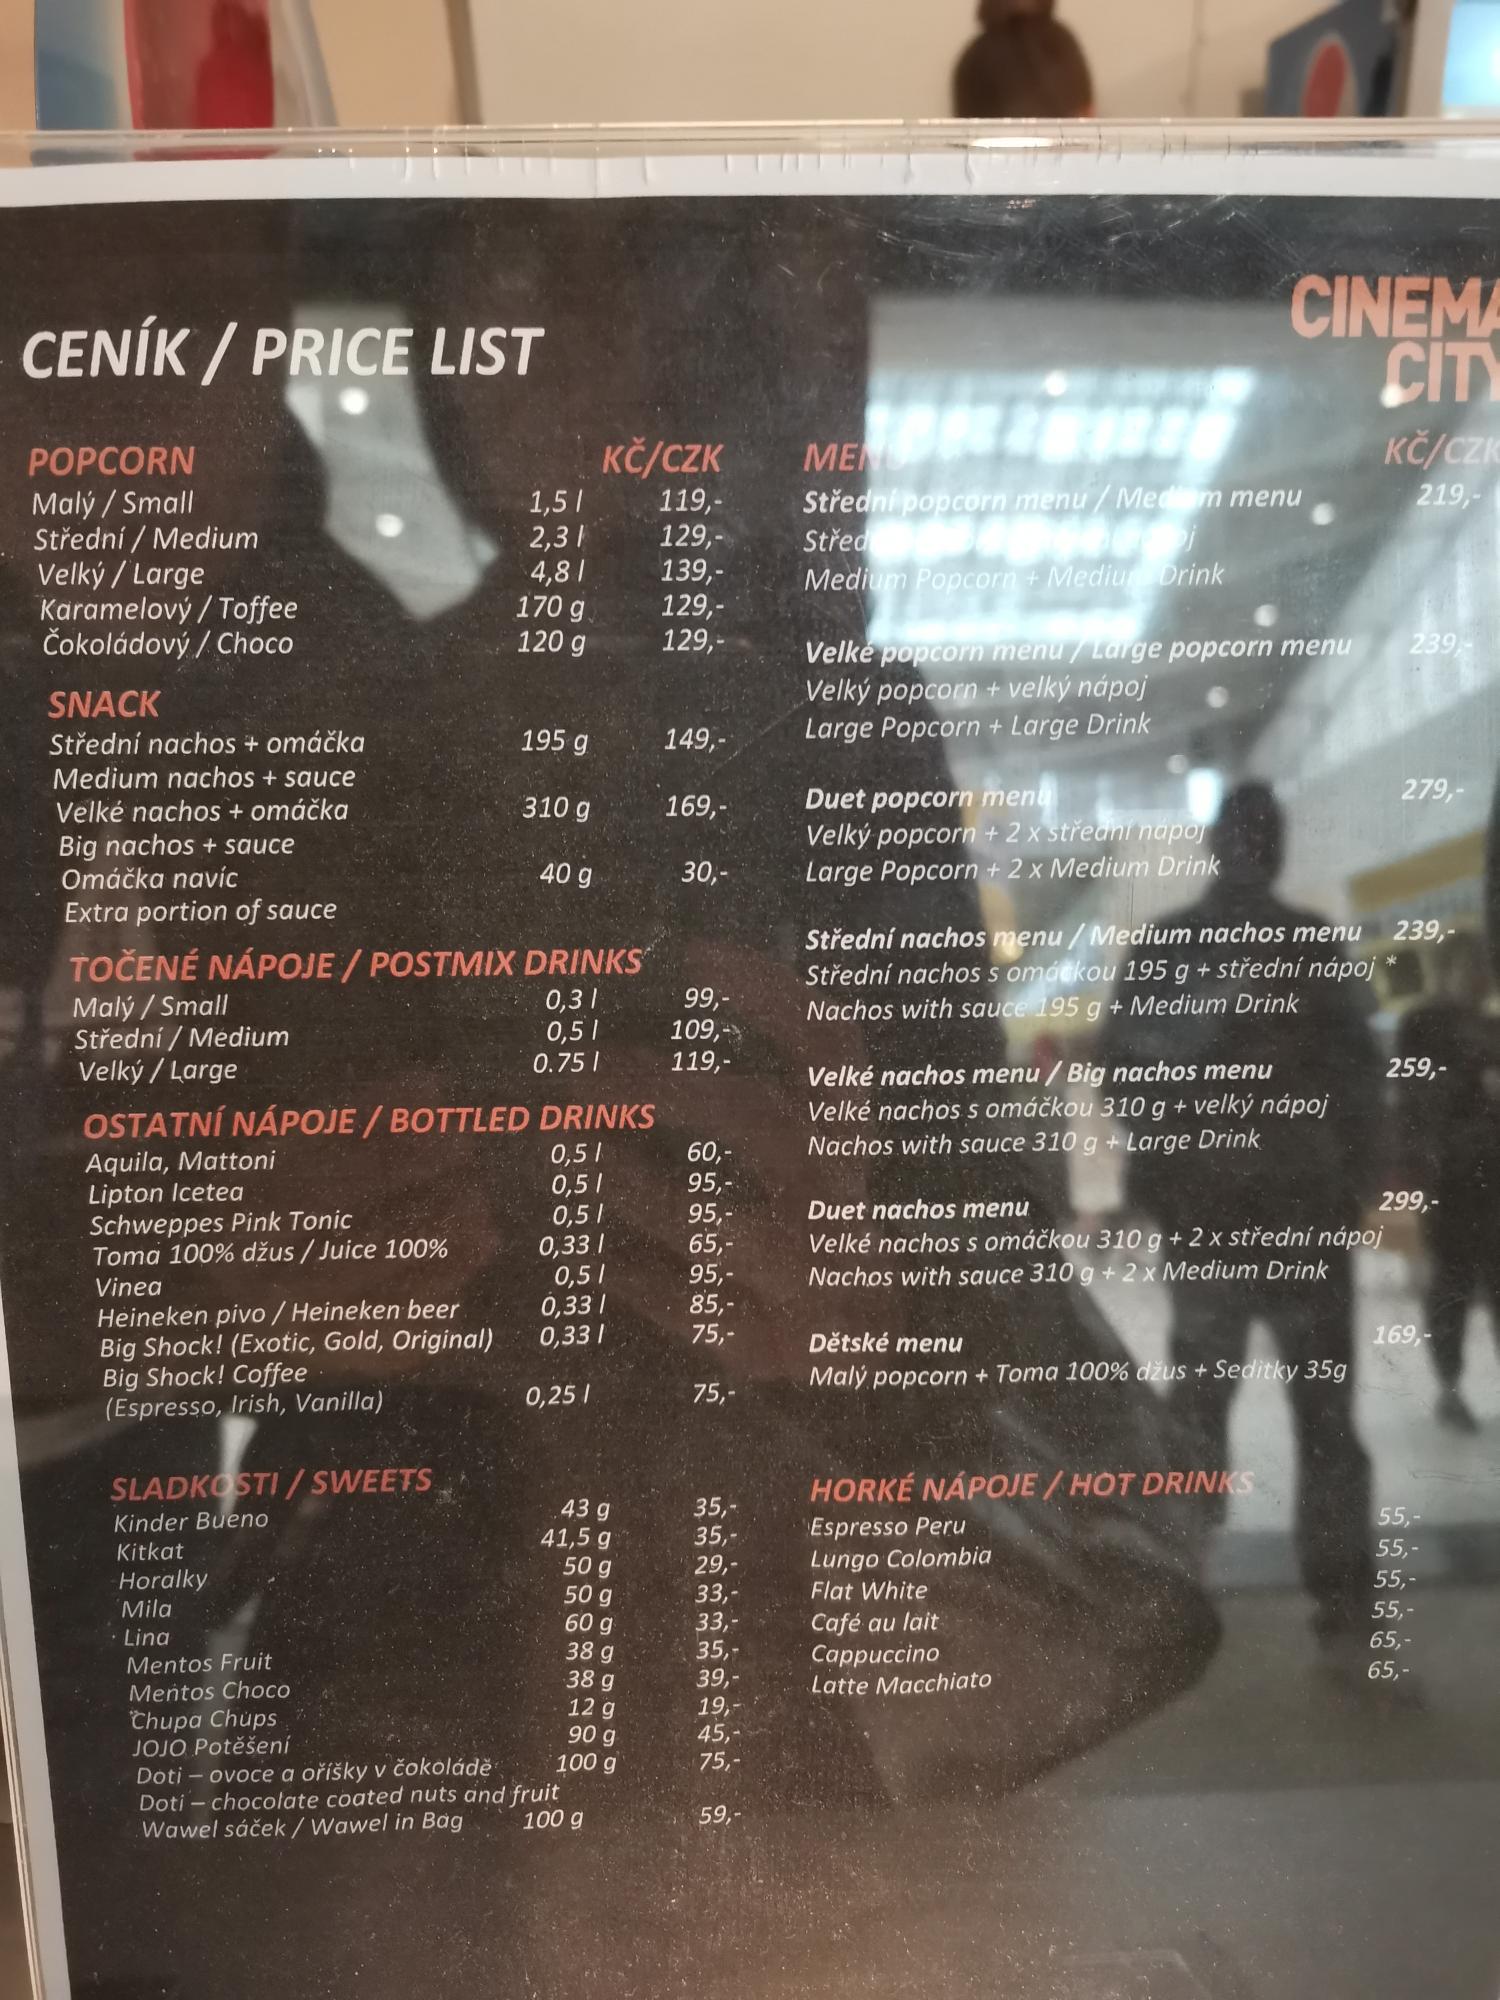 CINEMA
CITY
CENÍK / PRICE LIST
POPCORN KČ/CZK
Malý / Small 1,5 l 119,-
Střední / Medium 2,3 l 129,-
Velký / Large 4,8 l 139,-
Karamelový / Toffee 170 g 129,-
Čokoládový / Choco 120 g 129,-
SNACK
Střední nachos + omáčka 195 g 149,-
Medium nachos + sauce
Velké nachos + omáčka 310 g 169,-
Big nachos + sauce
Omáčka navíc 40 g 30,-
Extra portion of sauce
TOČENÉ NÁPOJE / POSTMIX DRINKS
Malý / Small 0,3 l 99,-
Střední / Medium 0,5 l 109,-
Velký / Large 0.75 l 119,-
OSTATNÍ NÁPOJE / BOTTLED DRINKS
Aquila, Mattoni 0,5 l 60,-
Lipton Icetea 0,5 l 95,-
Schweppes Pink Tonic 0,5 l 95,-
Toma 100% džus / Juice 100% 0,33 l 65,-
Vinea 0,5 l 95,-
Heineken pivo / Heineken beer 0,33 l 85,-
Big Shock! (Exotic, Gold, Original) 0,33 l 75,-
Big Shock! Coffee
(Espresso, Irish, Vanilla) 0,25 l 75,-
SLADKOSTI / SWEETS
Kinder Bueno 43 g 35,-
Kitkat 41,5 g 35,-
Horalky 50 g 29,-
Mila 50 g 33,-
Lina 60 g 33,-
Mentos Fruit 38 g 35,-
Mentos Choco 38 g 39,-
Chupa Chups 12 g 19,-
JOJO Potěšení 90 g 45,-
Doti – ovoce a oříšky v čokoládě 100 g 75,-
Doti – chocolate coated nuts and fruit
Wawel sáček / Wawel in Bag 100 g 59,-
MENU KČ/CZK
Střední popcorn menu / Medium menu 219,-
Medium Popcorn + Medium Drink
Velké popcorn menu / Large popcorn menu 239,-
Velký popcorn + velký nápoj
Large Popcorn + Large Drink
Duet popcorn menu 279,-
Velký popcorn + 2 x střední nápoj
Large Popcorn + 2 x Medium Drink
Střední nachos menu / Medium nachos menu 239,-
Střední nachos s omáčkou 195 g + střední nápoj *
Nachos with sauce 195 g + Medium Drink
Velké nachos menu / Big nachos menu 259,-
Velké nachos s omáčkou 310 g + velký nápoj
Nachos with sauce 310 g + Large Drink
Duet nachos menu 299,-
Velké nachos s omáčkou 310 g + 2 x střední nápoj
Nachos with sauce 310 g + 2 x Medium Drink
Dětské menu 169,-
Malý popcorn + Toma 100% džus + Seditky 35g
HORKÉ NÁPOJE / HOT DRINKS
Espresso Peru 55,-
Lungo Colombia 55,-
Flat White 55,-
Café au lait 55,-
Cappuccino 65,-
Latte Macchiato 65,-